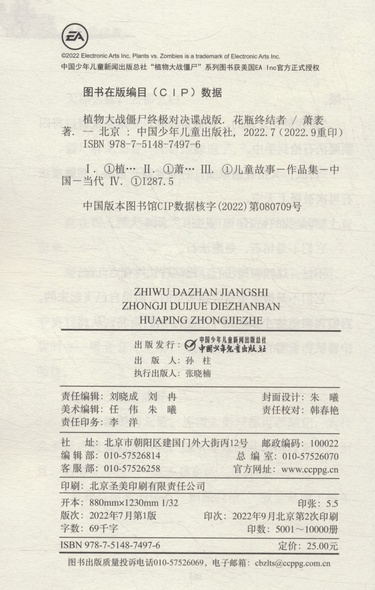 EA
©2022 Electronic Arts Inc. Plants vs. Zombies is a trademark of Electronic Arts Inc.
中国少年儿童新闻出版总社“植物大战僵尸”系列图书获美国EA Inc官方正式授权
图书在版编目(CIP)数据
植物大战僵尸终极对决谍战版. 花瓶终结者 / 萧袤
著. — 北京 : 中国少年儿童出版社, 2022.7 (2022.9重印)
ISBN 978-7-5148-7497-6
Ⅰ. ①植… Ⅱ. ①萧… Ⅲ. ①儿童故事－作品集－中
国－当代 Ⅳ. ①I287.5
中国版本图书馆CIP数据核字(2022)第080709号
ZHIWU DAZHAN JIANGSHI
ZHONGJI DUIJUE DIEZHANBAN
HUAPING ZHONGJIEZHE
出版发行: 中国少年儿童新闻出版总社
中国少年儿童出版社
出 版 人: 孙 柱
执行出版人: 张晓楠
责任编辑: 刘晓成 刘 冉 封面设计: 朱 曦
美术编辑: 任 伟 朱 曦 责任校对: 韩春艳
责任印务: 李 洋
社 址: 北京市朝阳区建国门外大街丙12号 邮政编码: 100022
编 辑 部: 010-57526814 总 编 室: 010-57526070
客 服 部: 010-57526258 官方网址: www.ccppg.cn
印刷: 北京圣美印刷有限责任公司
开本: 880mm×1230mm 1/32 印张: 5.5
版次: 2022年7月第1版 印次: 2022年9月北京第2次印刷
字数: 69千字 印数: 5001~10000册
ISBN 978-7-5148-7497-6 定价: 25.00元
图书出版质量投诉电话010-57526069, 电子邮箱: cbzlts@ccppg.com.cn